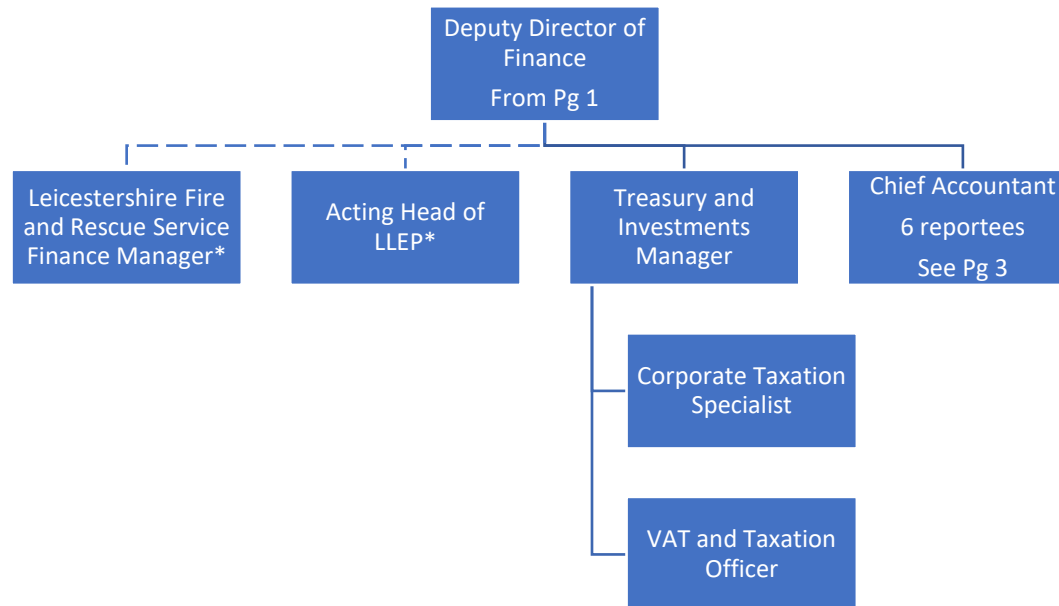 Deputy Director of
Finance
From Pg 1
Leicestershire Fire
and Rescue Service
Finance Manager*
Acting Head of
LLEP*
Treasury and
Investments
Manager
Chief Accountant
6 reportees
See Pg 3
Corporate Taxation
Specialist
VAT and Taxation
Officer